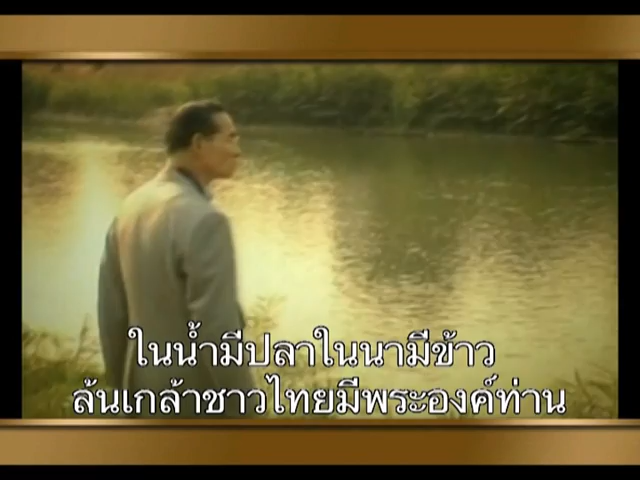 ในน้ำมีปลาในนามีข้าว
ล้นเกล้าชาวไทยมีพระองค์ท่าน